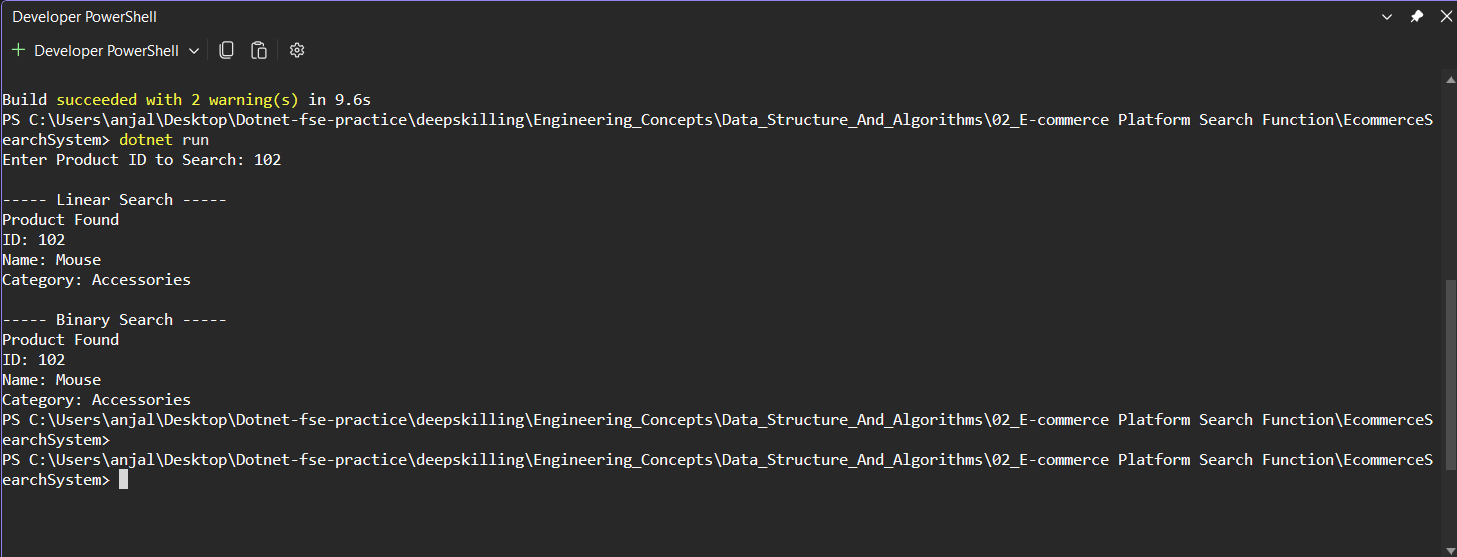 Developer PowerShell
+ Developer PowerShell
Build succeeded with 2 warning(s) in 9.6s
PS C:\Users\anjal\Desktop\Dotnet-fse-practice\deepskilling\Engineering_Concepts\Data_Structure_And_Algorithms\02_E-commerce Platform Search Function\EcommerceS
earchSystem> dotnet run
Enter Product ID to Search: 102
----- Linear Search -----
Product Found
ID: 102
Name: Mouse
Category: Accessories
----- Binary Search -----
Product Found
ID: 102
Name: Mouse
Category: Accessories
PS C:\Users\anjal\Desktop\Dotnet-fse-practice\deepskilling\Engineering_Concepts\Data_Structure_And_Algorithms\02_E-commerce Platform Search Function\EcommerceS
earchSystem>
PS C:\Users\anjal\Desktop\Dotnet-fse-practice\deepskilling\Engineering_Concepts\Data_Structure_And_Algorithms\02_E-commerce Platform Search Function\EcommerceS
earchSystem>